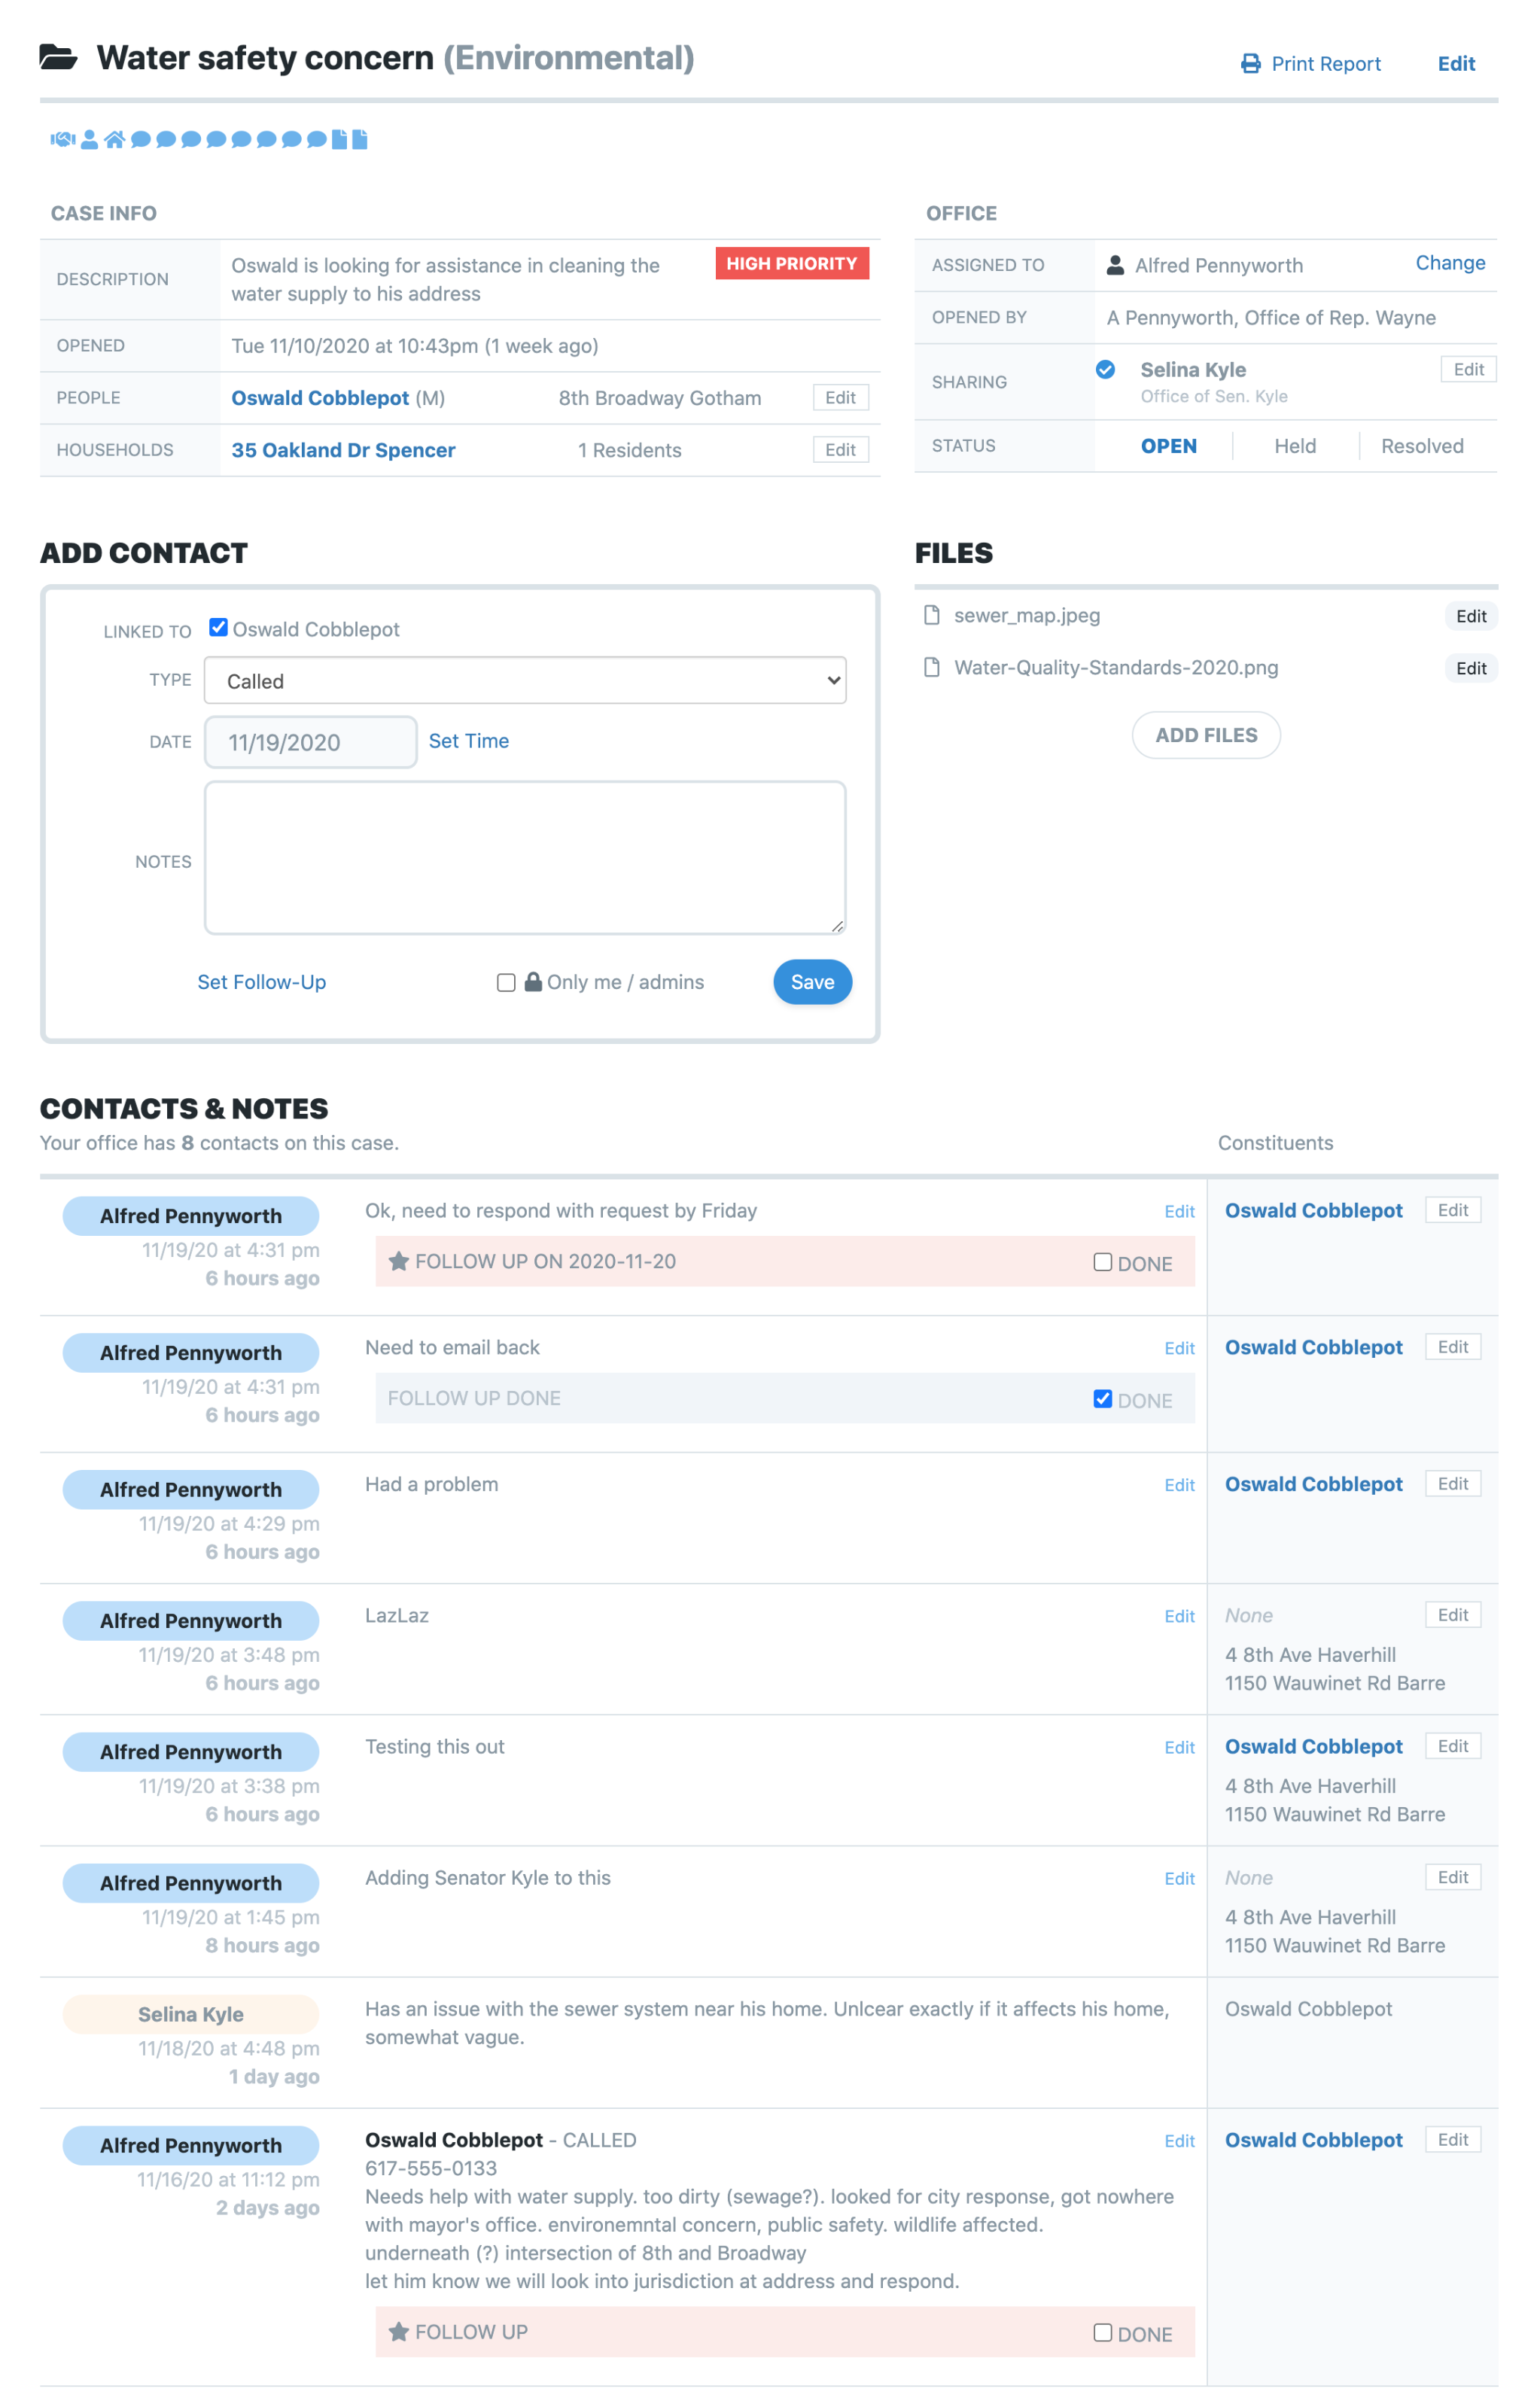 Water safety concern (Environmental)
Print Report
Edit
CASE INFO
DESCRIPTION
Oswald is looking for assistance in cleaning the
water supply to his address
HIGH PRIORITY
OPENED
Tue 11/10/2020 at 10:43pm (1 week ago)
PEOPLE
Oswald Cobblepot (M)
8th Broadway Gotham
Edit
HOUSEHOLDS
35 Oakland Dr Spencer
1 Residents
Edit
OFFICE
ASSIGNED TO
Alfred Pennyworth
Change
OPENED BY
A Pennyworth, Office of Rep. Wayne
SHARING
Selina Kyle
Office of Sen. Kyle
Edit
STATUS
OPEN
Held
Resolved
ADD CONTACT
LINKED TO
Oswald Cobblepot
TYPE
Called
DATE
11/19/2020
Set Time
NOTES
Set Follow-Up
Only me / admins
Save
FILES
sewer_map.jpeg
Edit
Water-Quality-Standards-2020.png
Edit
ADD FILES
CONTACTS & NOTES
Your office has 8 contacts on this case.
Constituents
Alfred Pennyworth
11/19/20 at 4:31 pm
6 hours ago
Ok, need to respond with request by Friday
Edit
FOLLOW UP ON 2020-11-20
DONE
Oswald Cobblepot
Edit
Alfred Pennyworth
11/19/20 at 4:31 pm
6 hours ago
Need to email back
Edit
FOLLOW UP DONE
DONE
Oswald Cobblepot
Edit
Alfred Pennyworth
11/19/20 at 4:29 pm
6 hours ago
Had a problem
Edit
Oswald Cobblepot
Edit
Alfred Pennyworth
11/19/20 at 3:48 pm
6 hours ago
LazLaz
Edit
None
Edit
4 8th Ave Haverhill
1150 Wauwinet Rd Barre
Alfred Pennyworth
11/19/20 at 3:38 pm
6 hours ago
Testing this out
Edit
Oswald Cobblepot
Edit
4 8th Ave Haverhill
1150 Wauwinet Rd Barre
Alfred Pennyworth
11/19/20 at 1:45 pm
8 hours ago
Adding Senator Kyle to this
Edit
None
Edit
4 8th Ave Haverhill
1150 Wauwinet Rd Barre
Selina Kyle
11/18/20 at 4:48 pm
1 day ago
Has an issue with the sewer system near his home. Unlcear exactly if it affects his home,
somewhat vague.
Oswald Cobblepot
Alfred Pennyworth
11/16/20 at 11:12 pm
2 days ago
Oswald Cobblepot - CALLED
Edit
617-555-0133
Needs help with water supply. too dirty (sewage?). looked for city response, got nowhere
with mayor's office. environemntal concern, public safety. wildlife affected.
underneath (?) intersection of 8th and Broadway
let him know we will look into jurisdiction at address and respond.
FOLLOW UP
DONE
Oswald Cobblepot
Edit